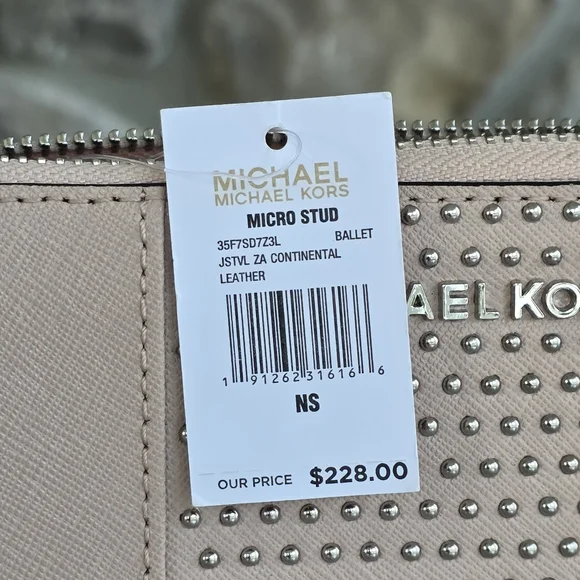 MICHAEL
MICHAEL KORS
MICRO STUD
35F7SD7Z3L BALLET
JSTVL ZA CONTINENTAL
LEATHER
1 91262 31616 6
NS
OUR PRICE $228.00
AEL KO